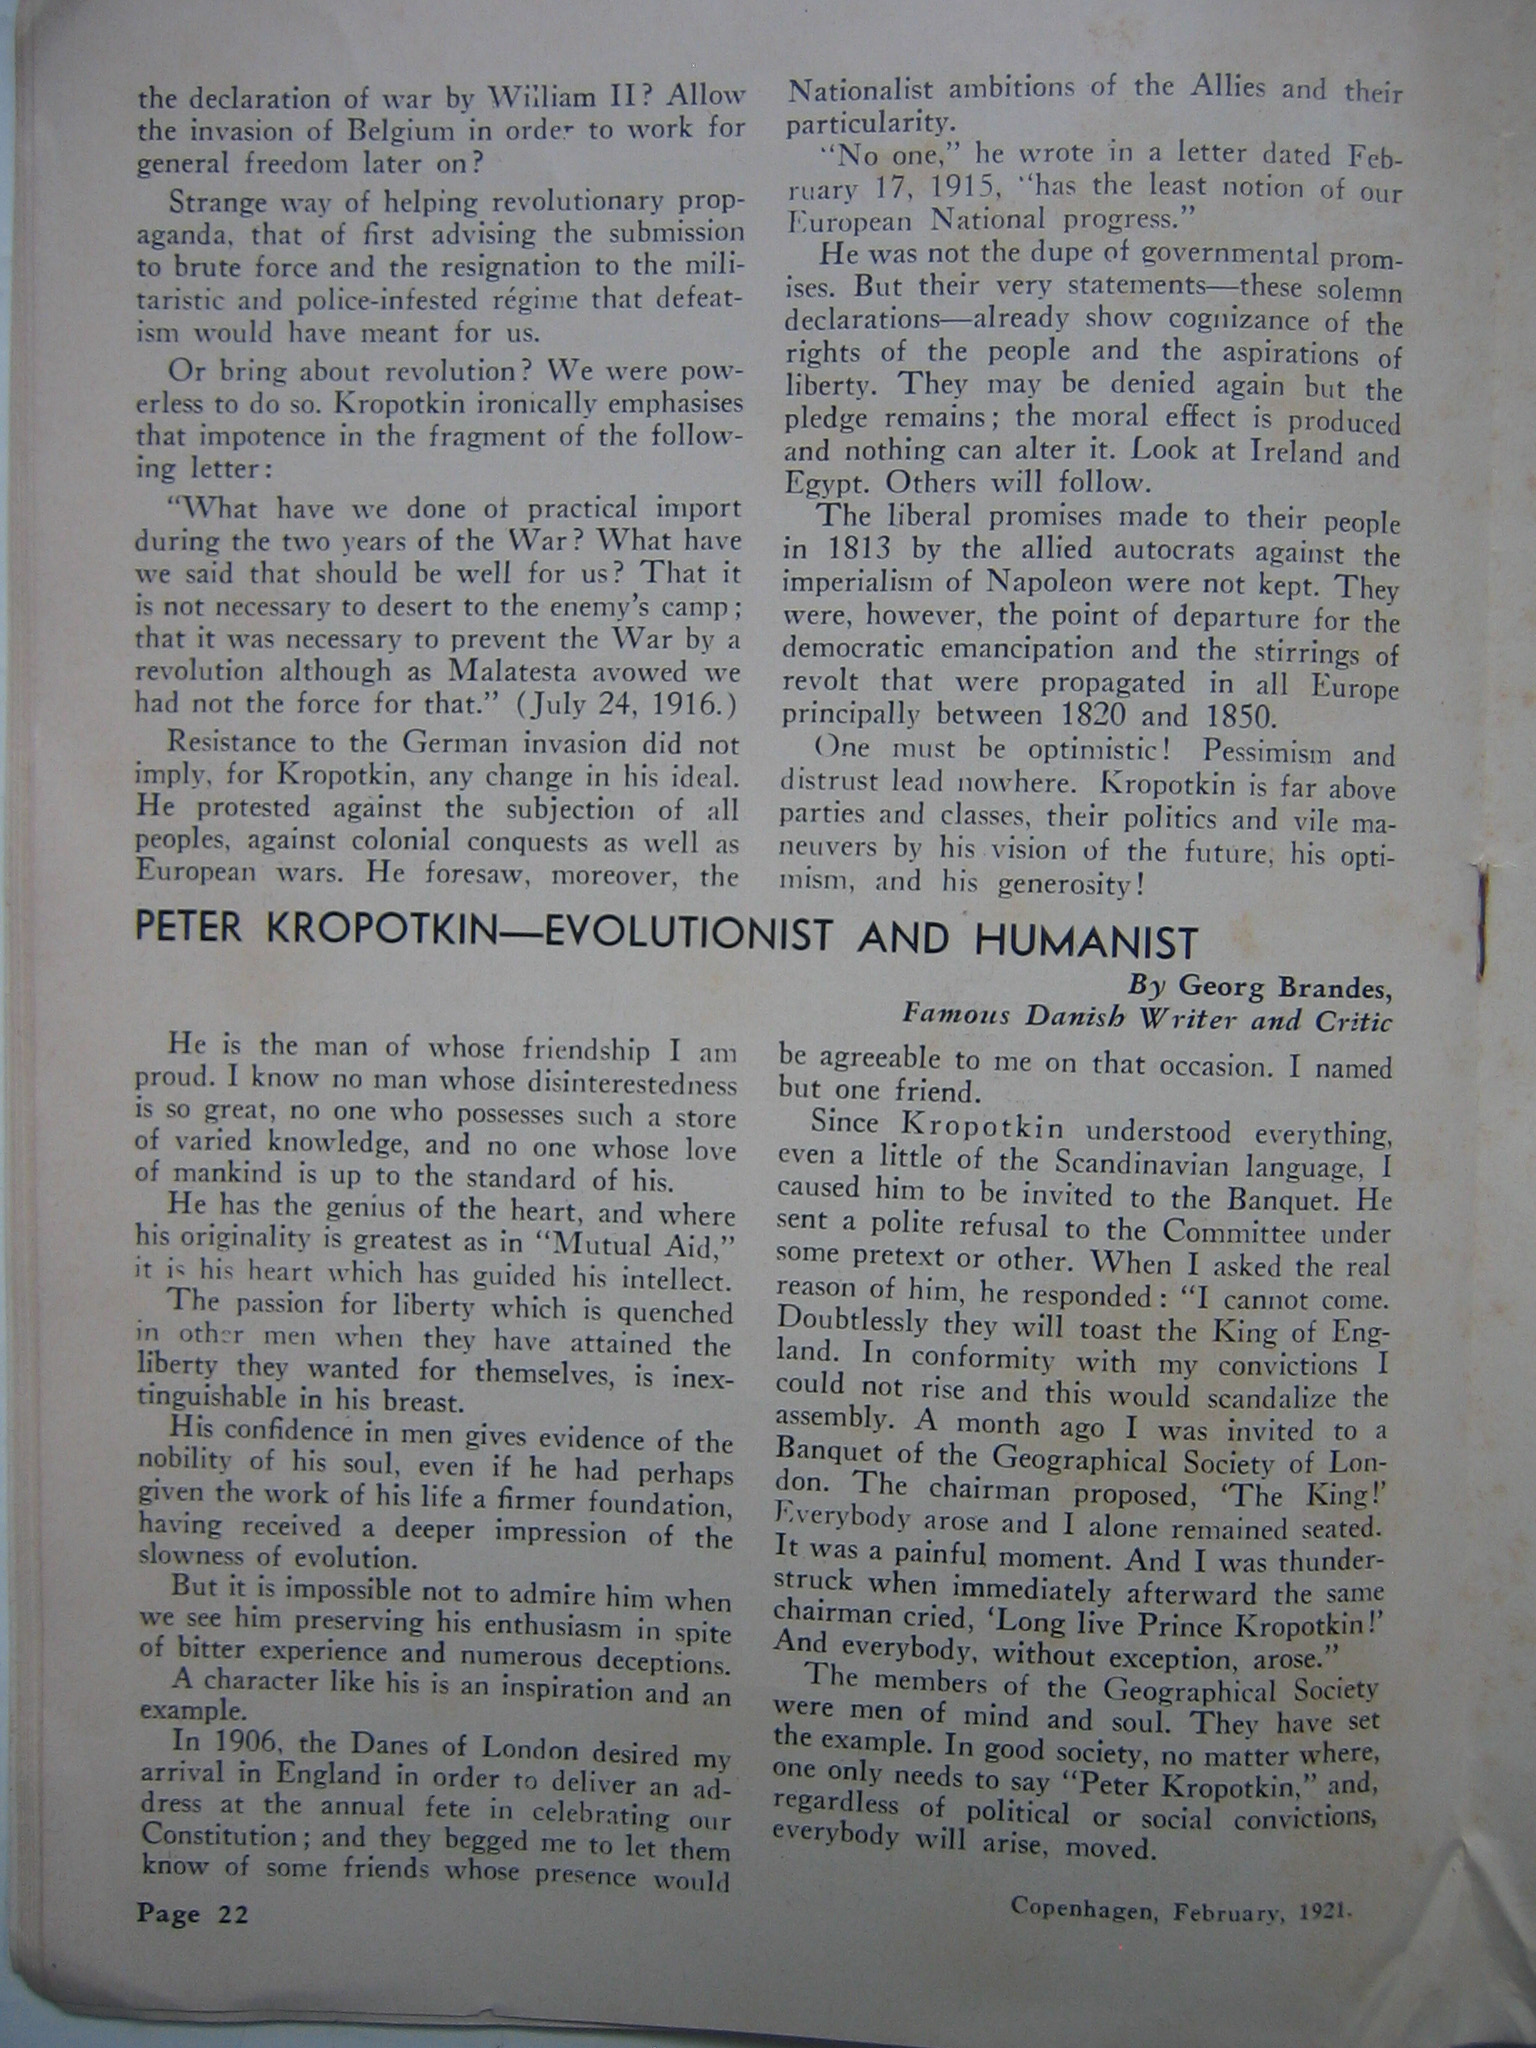 the declaration of war by William II? Allow
the invasion of Belgium in order to work for
general freedom later on?
Strange way of helping revolutionary prop-
aganda, that of first advising the submission
to brute force and the resignation to the mili-
taristic and police-infested régime that defeat-
ism would have meant for us.
Or bring about revolution? We were pow-
erless to do so. Kropotkin ironically emphasises
that impotence in the fragment of the follow-
ing letter:
"What have we done of practical import
during the two years of the War? What have
we said that should be well for us? That it
is not necessary to desert to the enemy's camp;
that it was necessary to prevent the War by a
revolution although as Malatesta avowed we
had not the force for that." (July 24, 1916.)
Resistance to the German invasion did not
imply, for Kropotkin, any change in his ideal.
He protested against the subjection of all
peoples, against colonial conquests as well as
European wars. He foresaw, moreover, the
Nationalist ambitions of the Allies and their
particularity.
"No one," he wrote in a letter dated Feb-
ruary 17, 1915, "has the least notion of our
European National progress."
He was not the dupe of governmental prom-
ises. But their very statements—these solemn
declarations—already show cognizance of the
rights of the people and the aspirations of
liberty. They may be denied again but the
pledge remains; the moral effect is produced
and nothing can alter it. Look at Ireland and
Egypt. Others will follow.
The liberal promises made to their people
in 1813 by the allied autocrats against the
imperialism of Napoleon were not kept. They
were, however, the point of departure for the
democratic emancipation and the stirrings of
revolt that were propagated in all Europe
principally between 1820 and 1850.
One must be optimistic! Pessimism and
distrust lead nowhere. Kropotkin is far above
parties and classes, their politics and vile ma-
neuvers by his vision of the future, his opti-
mism, and his generosity!
PETER KROPOTKIN—EVOLUTIONIST AND HUMANIST
By Georg Brandes,
Famous Danish Writer and Critic
He is the man of whose friendship I am
proud. I know no man whose disinterestedness
is so great, no one who possesses such a store
of varied knowledge, and no one whose love
of mankind is up to the standard of his.
He has the genius of the heart, and where
his originality is greatest as in "Mutual Aid,"
it is his heart which has guided his intellect.
The passion for liberty which is quenched
in other men when they have attained the
liberty they wanted for themselves, is inex-
tinguishable in his breast.
His confidence in men gives evidence of the
nobility of his soul, even if he had perhaps
given the work of his life a firmer foundation,
having received a deeper impression of the
slowness of evolution.
But it is impossible not to admire him when
we see him preserving his enthusiasm in spite
of bitter experience and numerous deceptions.
A character like his is an inspiration and an
example.
In 1906, the Danes of London desired my
arrival in England in order to deliver an ad-
dress at the annual fete in celebrating our
Constitution; and they begged me to let them
know of some friends whose presence would
be agreeable to me on that occasion. I named
but one friend.
Since Kropotkin understood everything,
even a little of the Scandinavian language, I
caused him to be invited to the Banquet. He
sent a polite refusal to the Committee under
some pretext or other. When I asked the real
reason of him, he responded: "I cannot come.
Doubtlessly they will toast the King of Eng-
land. In conformity with my convictions I
could not rise and this would scandalize the
assembly. A month ago I was invited to a
Banquet of the Geographical Society of Lon-
don. The chairman proposed, 'The King!'
Everybody arose and I alone remained seated.
It was a painful moment. And I was thunder-
struck when immediately afterward the same
chairman cried, 'Long live Prince Kropotkin!'
And everybody, without exception, arose."
The members of the Geographical Society
were men of mind and soul. They have set
the example. In good society, no matter where,
one only needs to say "Peter Kropotkin," and,
regardless of political or social convictions,
everybody will arise, moved.
Copenhagen, February, 1921.
Page 22